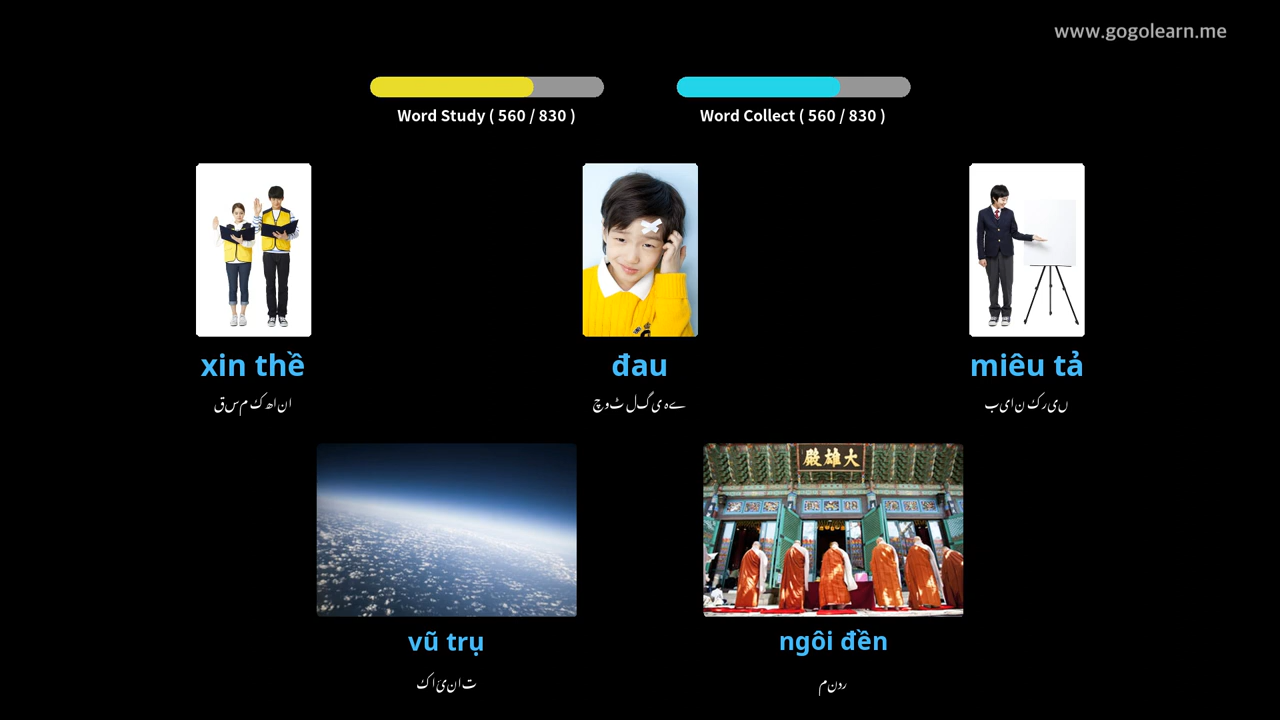 www.gogolearn.me
Word Study ( 560 / 830 )
Word Collect ( 560 / 830 )
xin thề
đau
miêu tả
قسم کھانا
چوٹ لگی ہے
بیان کریں
大雄殿
vũ trụ
ngôi đền
کائنات
مندر